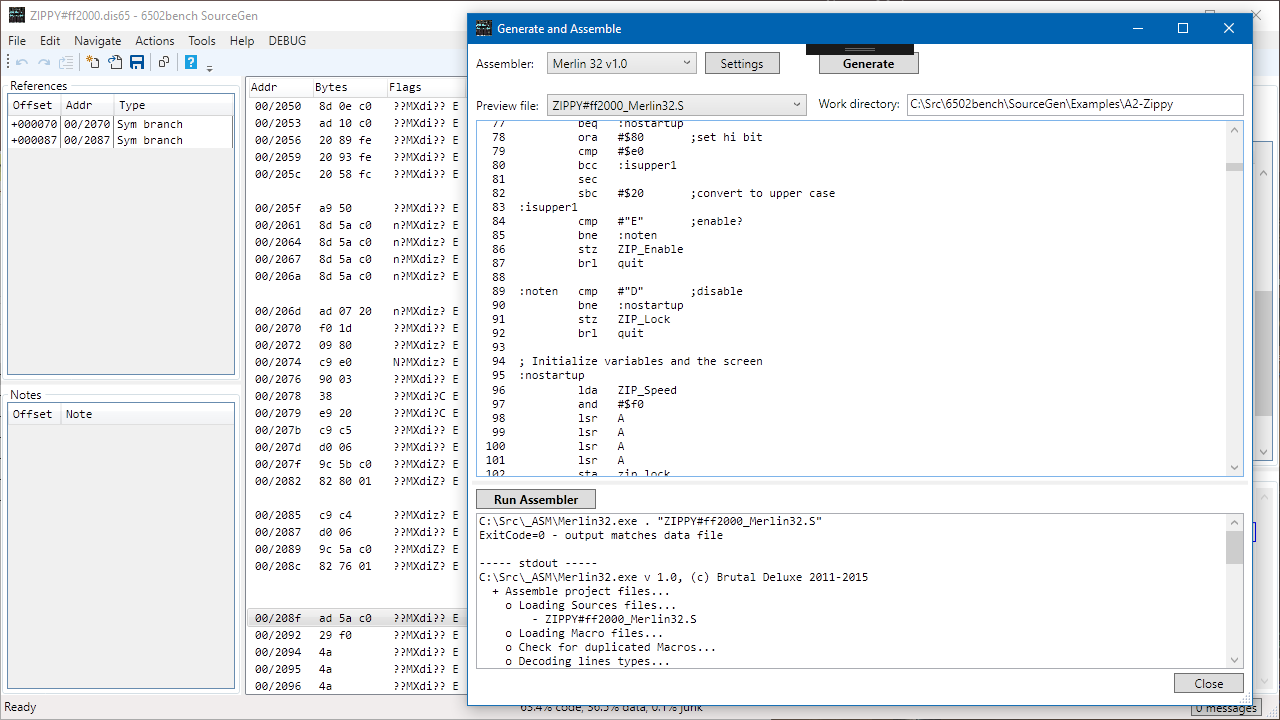 ZIPPY#ff2000.dis65 - 6502bench SourceGen
File Edit Navigate Actions Tools Help DEBUG
References
Offset Addr Type
+000070 00/2070 Sym branch
+000087 00/2087 Sym branch
Notes
Offset Note
Addr Bytes Flags
00/2050 8d 0e c0 ??MXdi?? E
00/2053 ad 10 c0 ??MXdi?? E
00/2056 20 89 fe ??MXdi?? E
00/2059 20 93 fe ??MXdi?? E
00/205c 20 58 fc ??MXdi?? E
00/205f a9 50 ??MXdi?? E
00/2061 8d 5a c0 n?MXdiz? E
00/2064 8d 5a c0 n?MXdiz? E
00/2067 8d 5a c0 n?MXdiz? E
00/206a 8d 5a c0 n?MXdiz? E
00/206d ad 07 20 n?MXdiz? E
00/2070 f0 1d ??MXdi?? E
00/2072 09 80 ??MXdiz? E
00/2074 c9 e0 N?MXdiz? E
00/2076 90 03 ??MXdi?? E
00/2078 38 ??MXdi?C E
00/2079 e9 20 ??MXdi?C E
00/207b c9 c5 ??MXdi?? E
00/207d d0 06 ??MXdi?? E
00/207f 9c 5b c0 ??MXdiZ? E
00/2082 82 80 01 ??MXdiZ? E
00/2085 c9 c4 ??MXdiz? E
00/2087 d0 06 ??MXdi?? E
00/2089 9c 5a c0 ??MXdiZ? E
00/208c 82 76 01 ??MXdiZ? E
00/208f ad 5a c0 ??MXdi?? E
00/2092 29 f0 ??MXdi?? E
00/2094 4a ??MXdi?? E
00/2095 4a ??MXdi?? E
00/2096 4a ??MXdi?? E
Ready
63.4% code, 36.5% data, 0.1% junk
0 messages
Generate and Assemble
Assembler: Merlin 32 v1.0 Settings Generate
Preview file: ZIPPY#ff2000_Merlin32.S Work directory: C:\Src\6502bench\SourceGen\Examples\A2-Zippy
77 beq :nostartup
78 ora #$80 ;set hi bit
79 cmp #$e0
80 bcc :isupper1
81 sec
82 sbc #$20 ;convert to upper case
83 :isupper1
84 cmp #"E" ;enable?
85 bne :noten
86 stz ZIP_Enable
87 brl quit
88
89 :noten cmp #"D" ;disable
90 bne :nostartup
91 stz ZIP_Lock
92 brl quit
93
94 ; Initialize variables and the screen
95 :nostartup
96 lda ZIP_Speed
97 and #$f0
98 lsr A
99 lsr A
100 lsr A
101 lsr A
102 sta zip_lock
Run Assembler
C:\Src\_ASM\Merlin32.exe . "ZIPPY#ff2000_Merlin32.S"
ExitCode=0 - output matches data file
----- stdout -----
C:\Src\_ASM\Merlin32.exe v 1.0, (c) Brutal Deluxe 2011-2015
+ Assemble project files...
o Loading Sources files...
- ZIPPY#ff2000_Merlin32.S
o Loading Macro files...
o Check for duplicated Macros...
o Decoding lines types...
Close